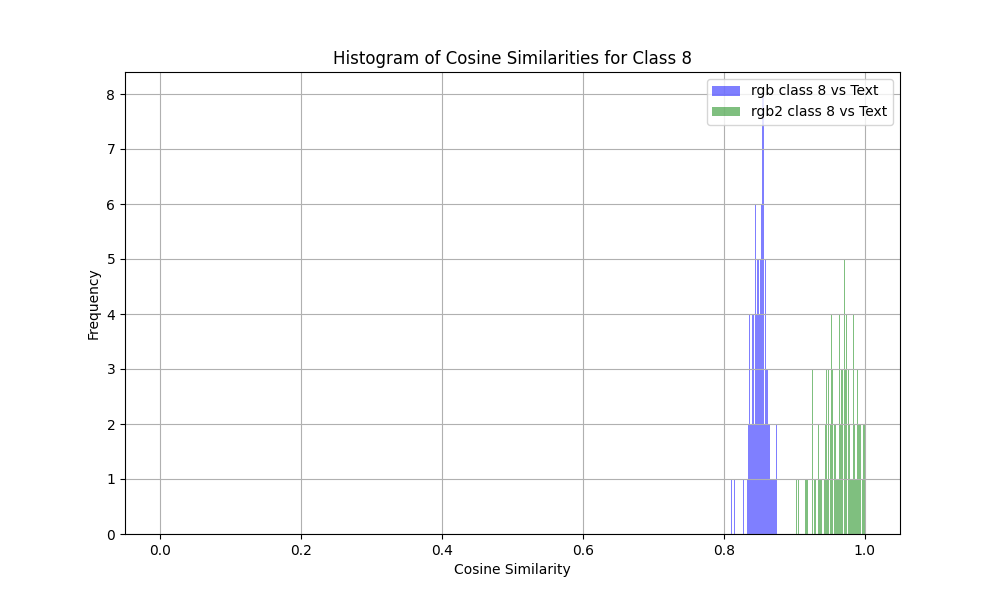 Histogram of Cosine Similarities for Class 8
rgb class 8 vs Text
rgb2 class 8 vs Text
8
7
6
5
4
3
2
1
0
Frequency
0.0 0.2 0.4 0.6 0.8 1.0
Cosine Similarity